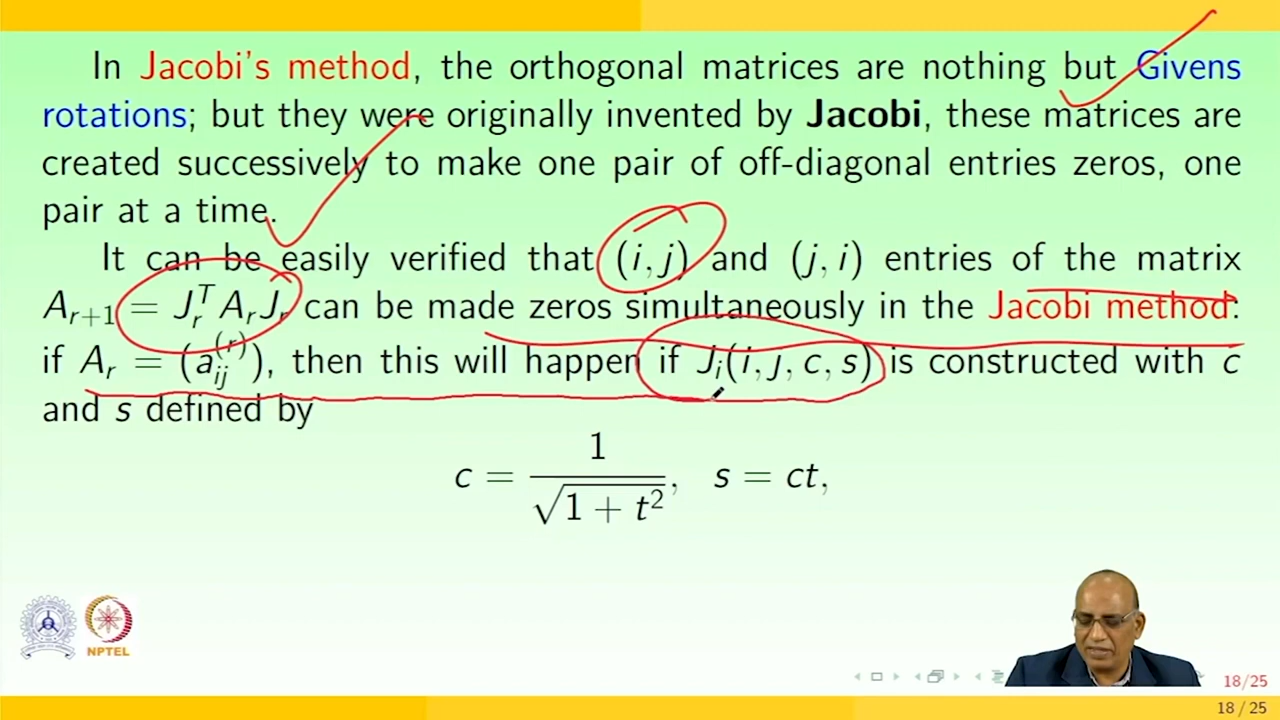 In Jacobi's method, the orthogonal matrices are nothing but Givens
rotations; but they were originally invented by Jacobi, these matrices are
created successively to make one pair of off-diagonal entries zeros, one
pair at a time.
It can be easily verified that (i, j) and (j, i) entries of the matrix
A_{r+1} = J_r^T A_r J_r can be made zeros simultaneously in the Jacobi method:
if A_r = (a_{ij}^{(r)}), then this will happen if J_i(i, j, c, s) is constructed with c
and s defined by
c = \frac{1}{\sqrt{1 + t^2}}, s = ct,
NPTEL
18/25
18 / 25